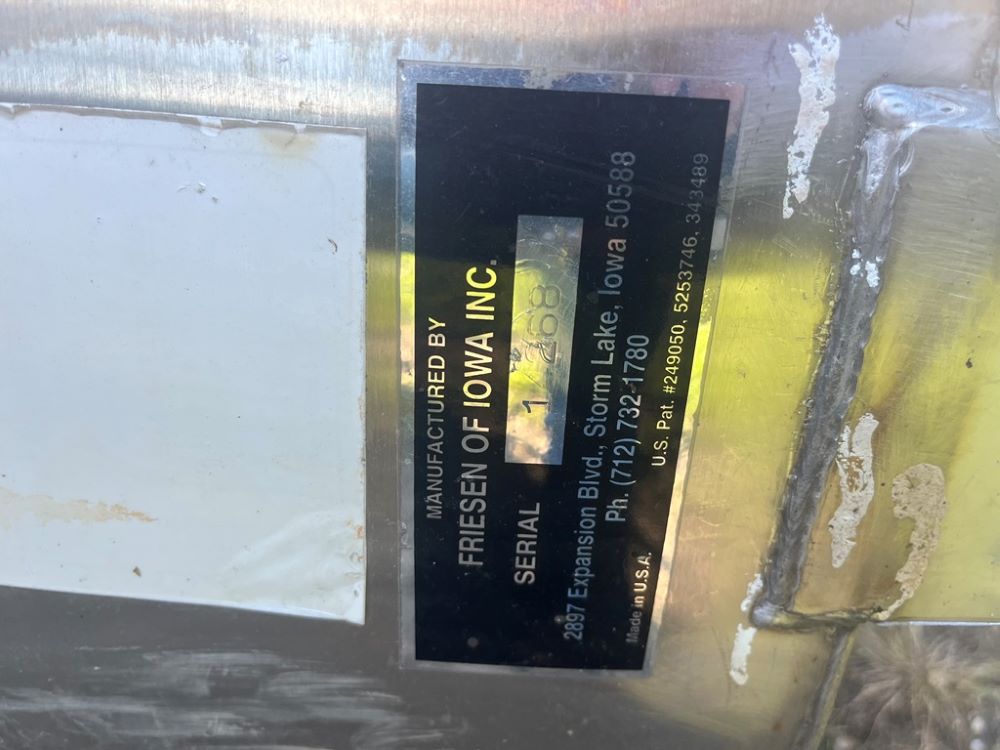 MANUFACTURED BY
FRIESEN OF IOWA INC.
SERIAL 14268
2897 Expansion Blvd., Storm Lake, Iowa 50588
Ph. (712) 732-1780
U.S. Pat. #249050, 5253746, 343489
Made in U.S.A.